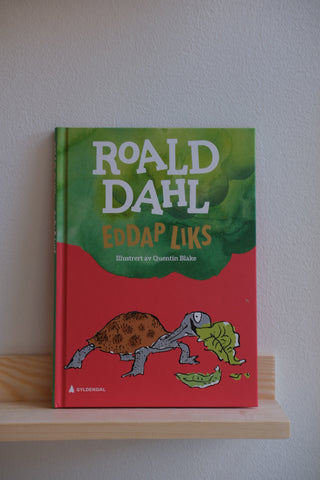 ROALD
DAHL
EDDAP LIKS
Illustrert av Quentin Blake
GYLDENDAL